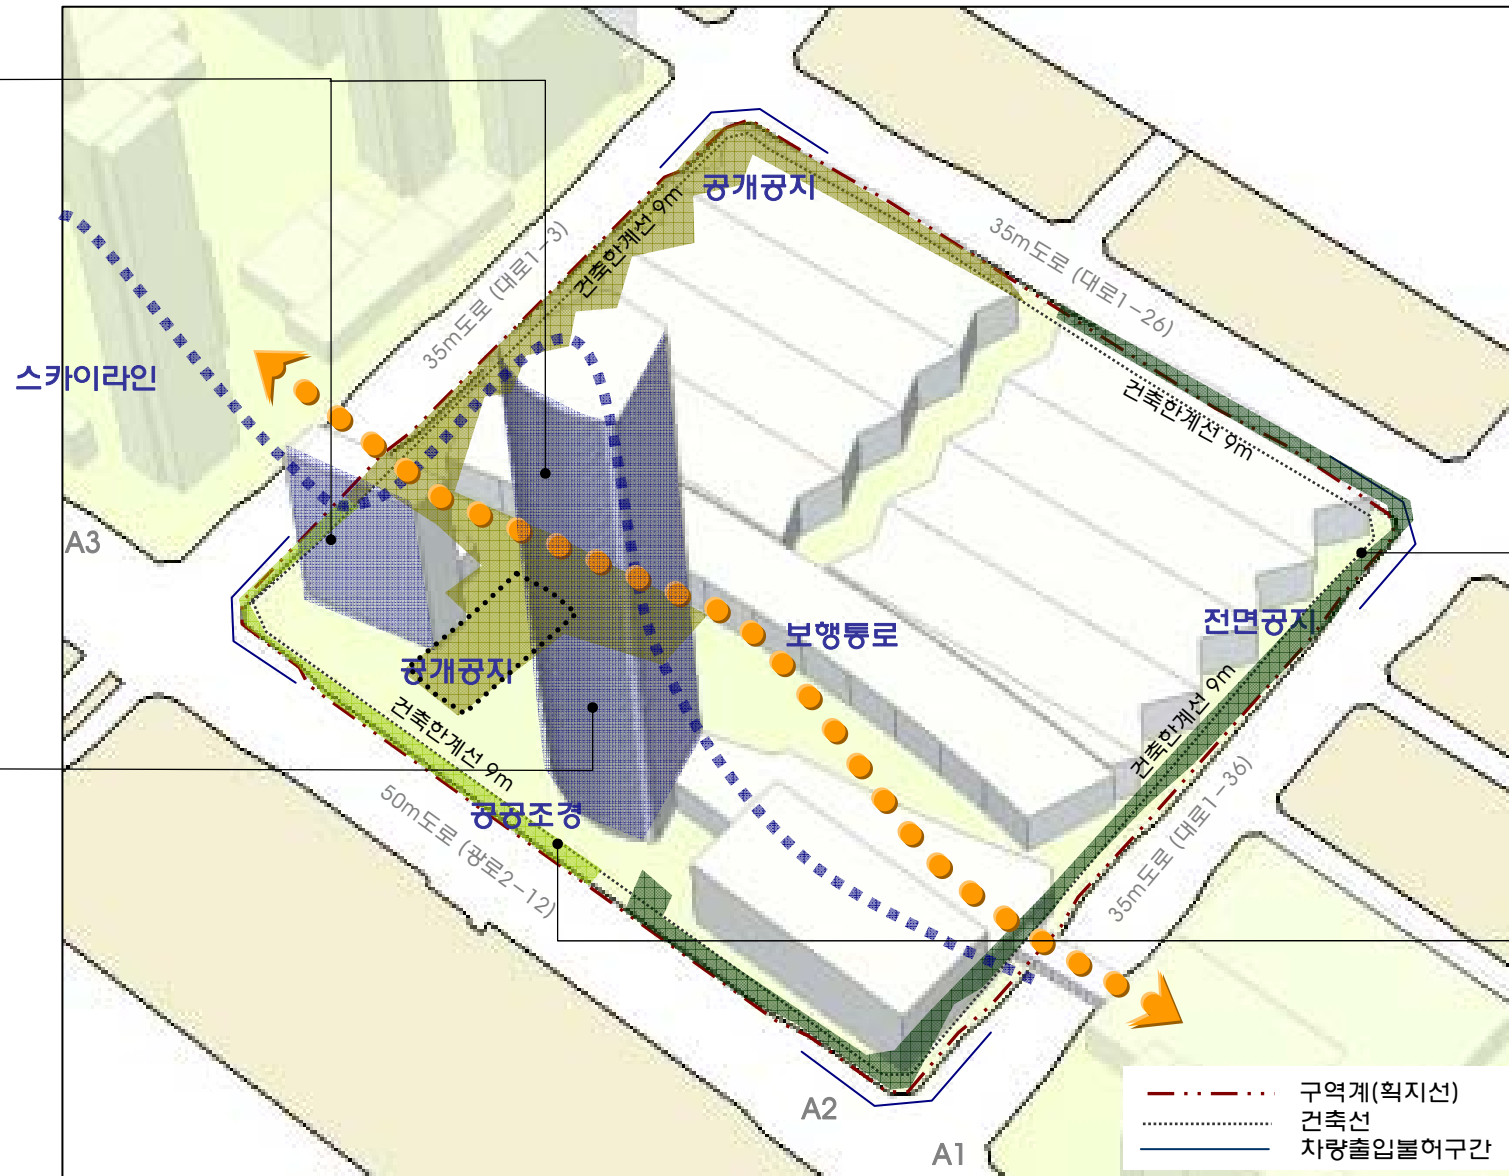 공개공지
건축한계선 9m
35m도로 (대로1-3)
35m도로 (대로1-26)
스카이라인
건축한계선 9m
A3
보행통로
전면공지
공개공지
건축한계선 9m
건축한계선 9m
50m도로 (광로2-12)
공공조경
35m도로 (대로1-36)
A2
A1
구역계(획지선)
건축선
차량출입불허구간